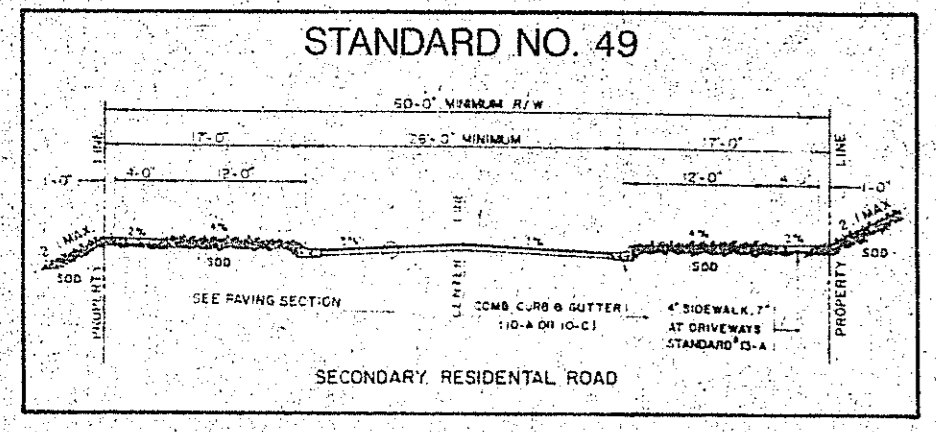 STANDARD NO. 49
60'-0" MINIMUM R/W
17'-0" 26'-0" MINIMUM 17'-0"
1'-0" 4'-0" 12'-0" 12'-0" 4'-0" 1'-0"
PROPERTY LINE
CENTER LINE
PROPERTY LINE
2:1 MAX.
2% 4% 4% 2%
2:1 MAX.
SOD
SOD
SOD
SOD
SEE PAVING SECTION
COMB. CURB & GUTTER
(10-A OR 10-C)
4" SIDEWALK, 7"
AT DRIVEWAYS
STANDARD #13-A
SECONDARY RESIDENTAL ROAD